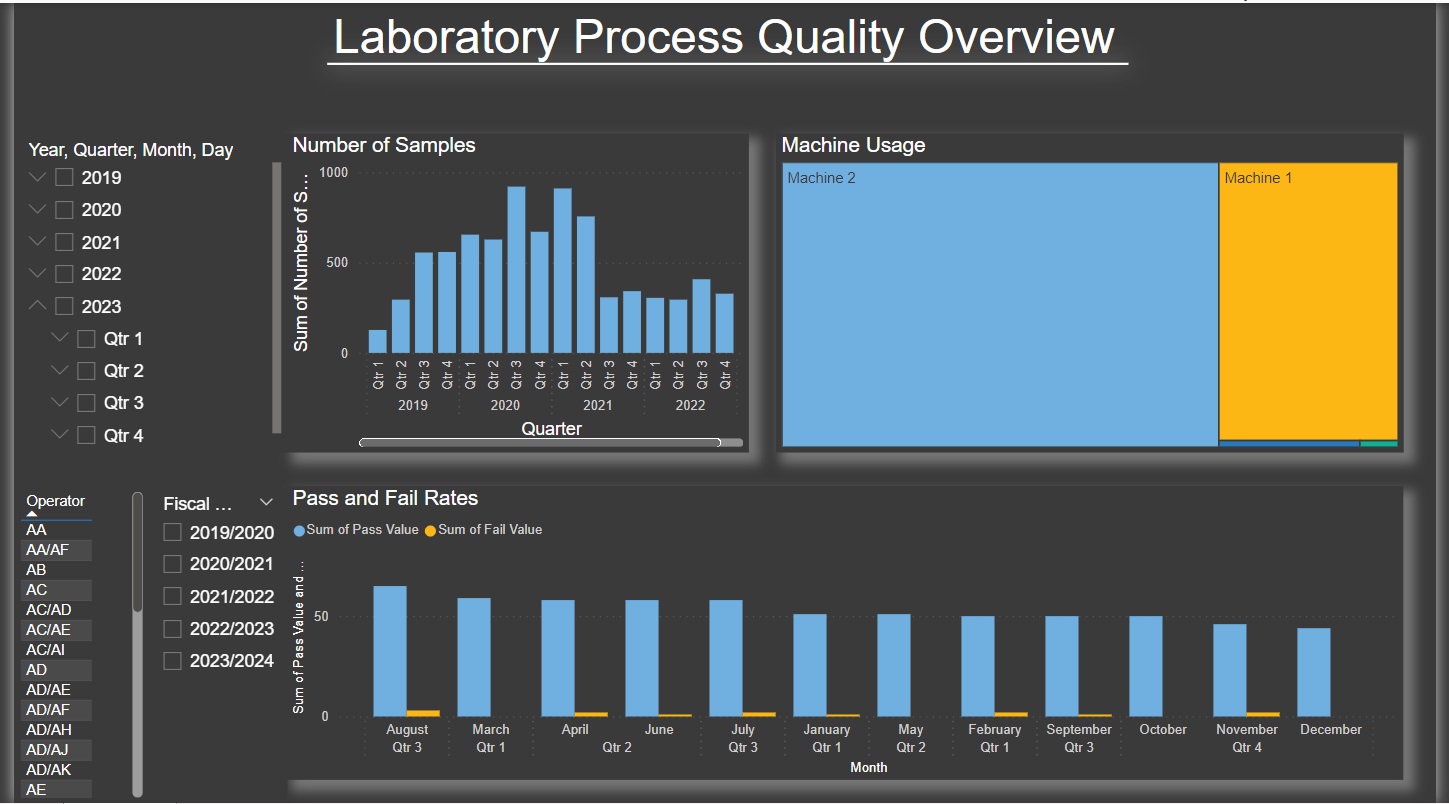 Laboratory Process Quality Overview
Year, Quarter, Month, Day
2019
2020
2021
2022
2023
Qtr 1
Qtr 2
Qtr 3
Qtr 4
Number of Samples
Sum of Number of S...
1000
500
0
Qtr 1 Qtr 2 Qtr 3 Qtr 4 Qtr 1 Qtr 2 Qtr 3 Qtr 4 Qtr 1 Qtr 2 Qtr 3 Qtr 4 Qtr 1 Qtr 2 Qtr 3 Qtr 4
2019 2020 2021 2022
Quarter
Machine Usage
Machine 2
Machine 1
Operator
AA
AA/AF
AB
AC
AC/AD
AC/AE
AC/AI
AD
AD/AE
AD/AF
AD/AH
AD/AJ
AD/AK
AE
Fiscal ...
2019/2020
2020/2021
2021/2022
2022/2023
2023/2024
Pass and Fail Rates
Sum of Pass Value Sum of Fail Value
Sum of Pass Value and ...
50
0
August March April June July January May February September October November December
Qtr 3 Qtr 1 Qtr 2 Qtr 3 Qtr 1 Qtr 2 Qtr 1 Qtr 3 Qtr 4
Month